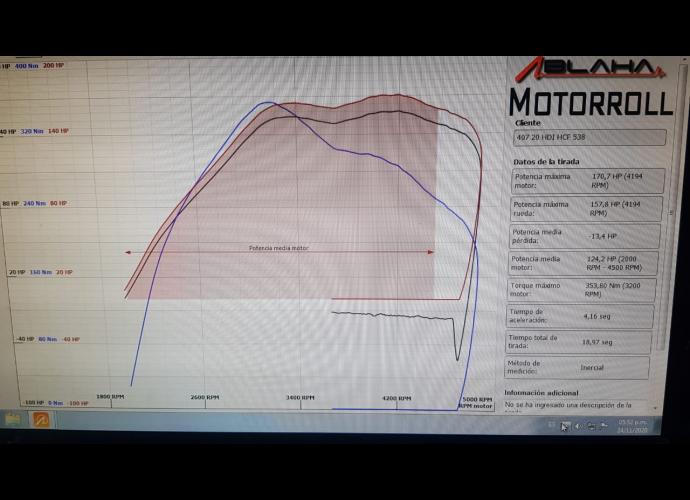 HP 400 Nm 200 HP
ABLAHA
MOTORROLL
Cliente
407 20 HDI HCF 538
Datos de la tirada
40 HP 320 Nm 140 HP
Potencia máxima motor:
170,7 HP (4194 RPM)
Potencia máxima rueda:
157,8 HP (4194 RPM)
80 HP 240 Nm 80 HP
Potencia media pérdida:
-13,4 HP
Potencia media motor
Potencia media motor:
124,2 HP (2000 RPM - 4500 RPM)
20 HP 160 Nm 20 HP
Torque máximo motor:
353,80 Nm (3200 RPM)
Tiempo de aceleración:
4,16 seg
-40 HP 80 Nm -40 HP
Tiempo total de tirada:
18,97 seg
Método de medición:
Inercial
Información adicional
No se ha ingresado una descripción de la
-100 HP 0 Nm -100 HP
1800 RPM
2600 RPM
3400 RPM
4200 RPM
5000 RPM
RPM motor
ES
05:52 p.m.
24/11/2020